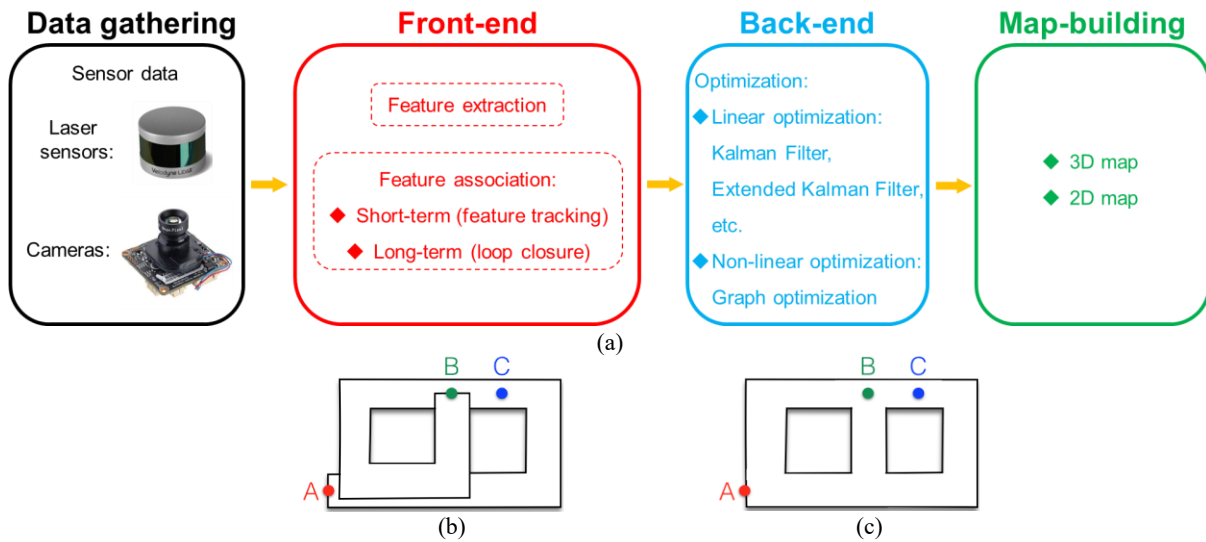 Data gathering
Front-end
Back-end
Map-building
Sensor data
Laser
sensors:
Velodyne LiDAR
Cameras:
Feature extraction
Feature association:
◆ Short-term (feature tracking)
◆ Long-term (loop closure)
Optimization:
◆ Linear optimization:
Kalman Filter,
Extended Kalman Filter,
etc.
◆ Non-linear optimization:
Graph optimization
◆ 3D map
◆ 2D map
(a)
B C
A
(b)
B C
A
(c)